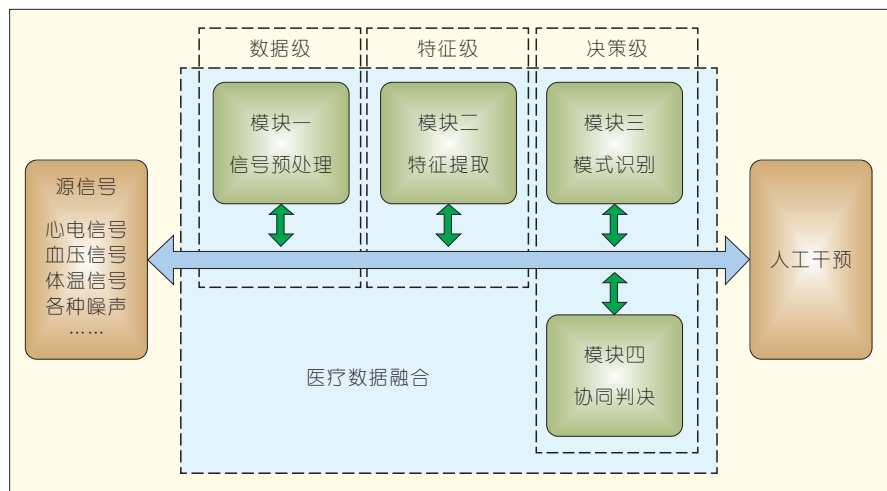 数据级
特征级
决策级
模块一
信号预处理
模块二
特征提取
模块三
模式识别
源信号
心电信号
血压信号
体温信号
各种噪声
……
人工干预
模块四
协同判决
医疗数据融合